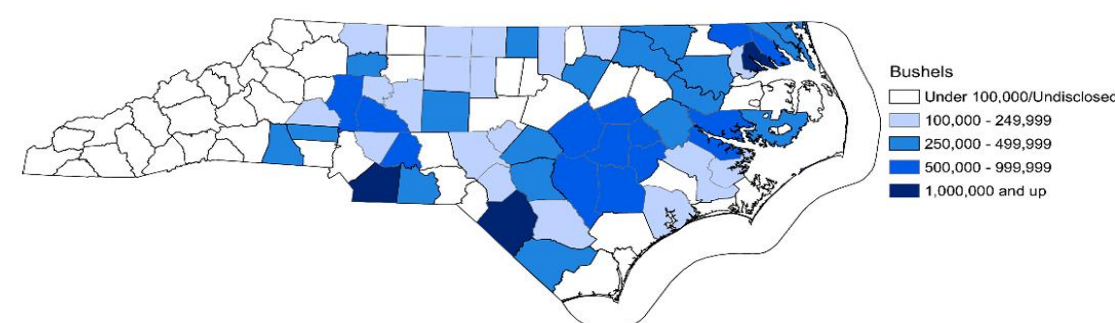 Bushels
Under 100,000/Undisclosed
100,000 - 249,999
250,000 - 499,999
500,000 - 999,999
1,000,000 and up